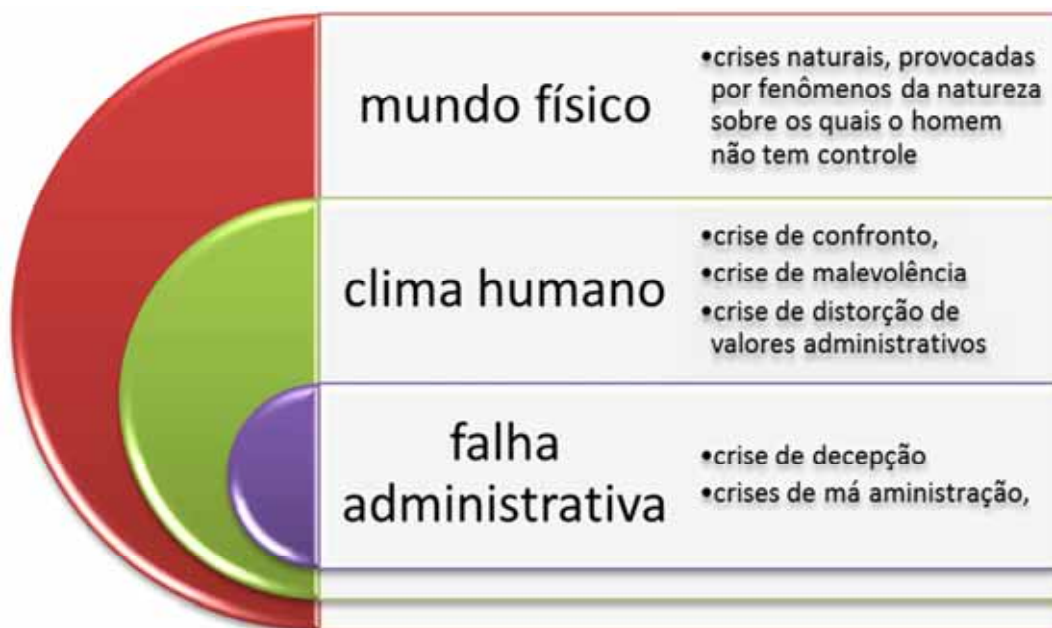 mundo físico
•crises naturais, provocadas
por fenômenos da natureza
sobre os quais o homem
não tem controle
clima humano
•crise de confronto,
•crise de malevolência
•crise de distorção de
valores administrativos
falha
administrativa
•crise de decepção
•crises de má aministração,